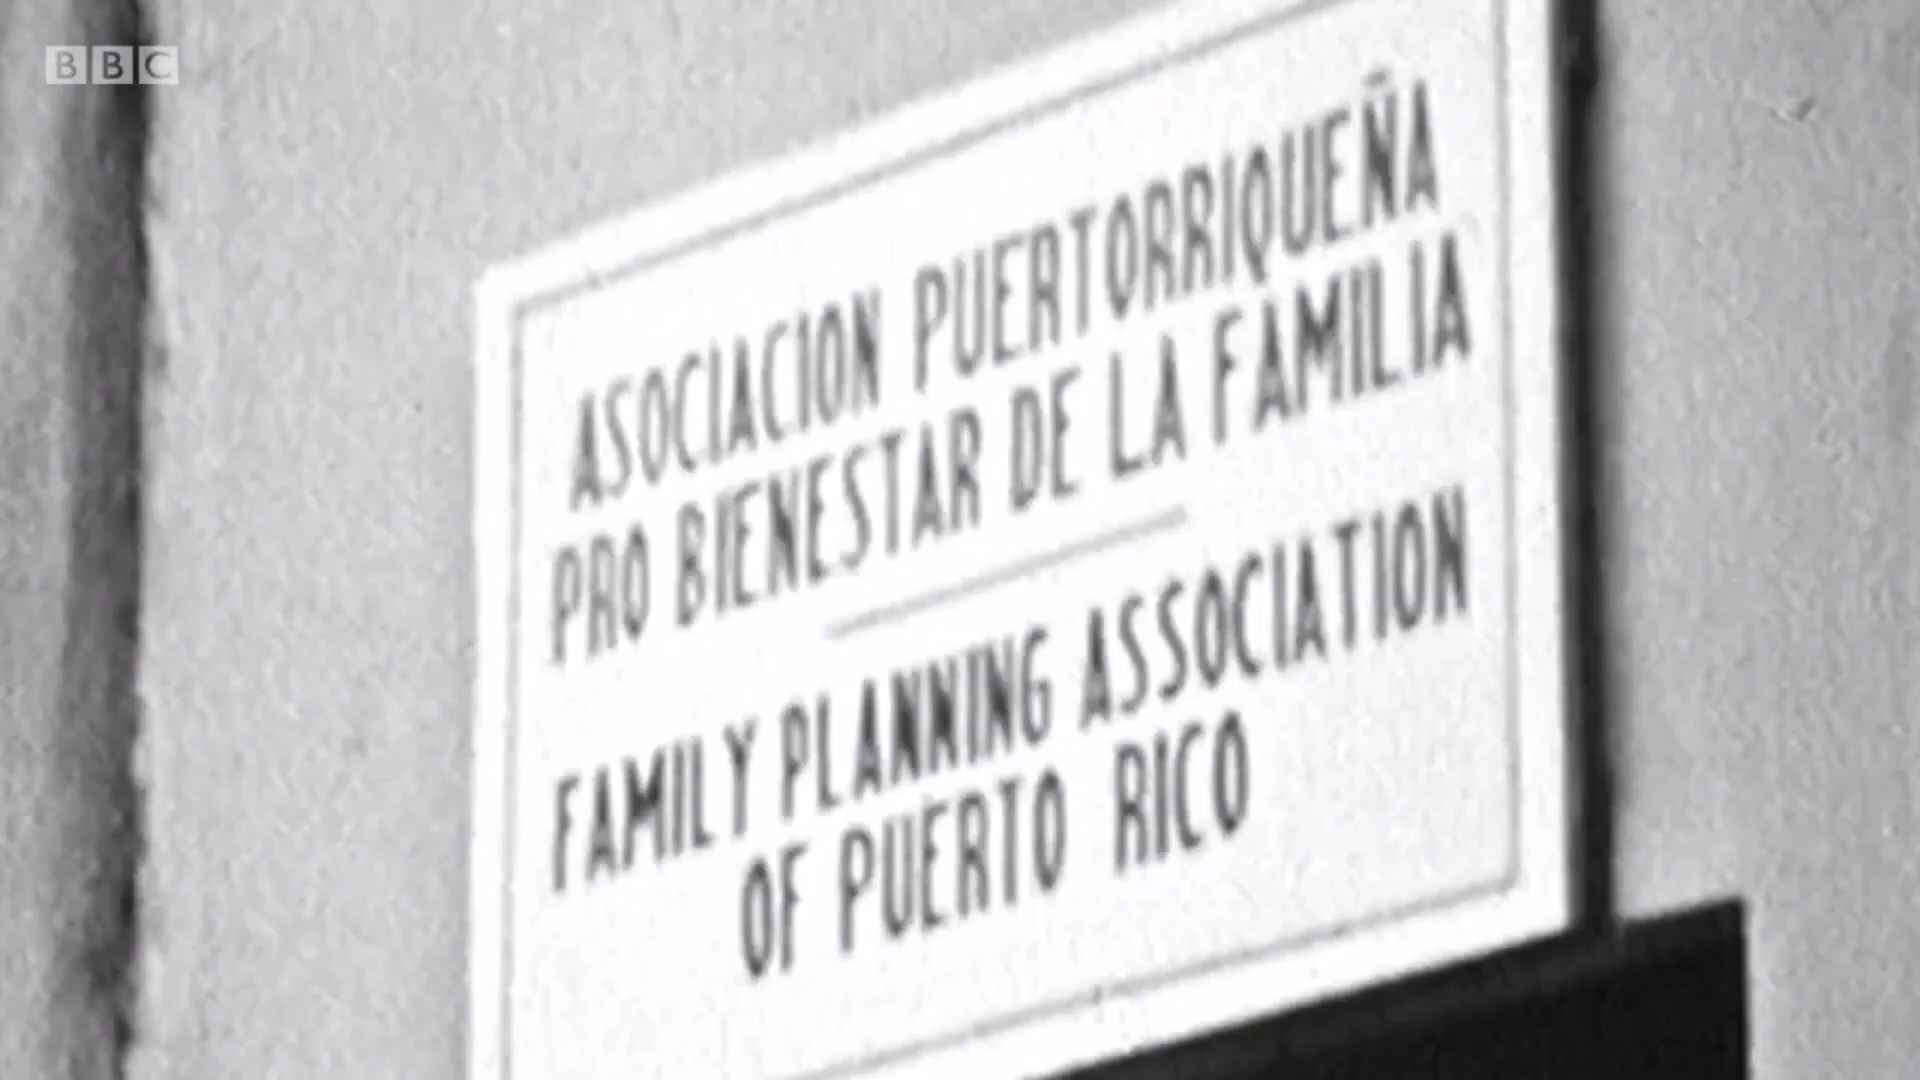 BBC
ASOCIACION PUERTORRIQUEÑA
PRO BIENESTAR DE LA FAMILIA
FAMILY PLANNING ASSOCIATION
OF PUERTO RICO